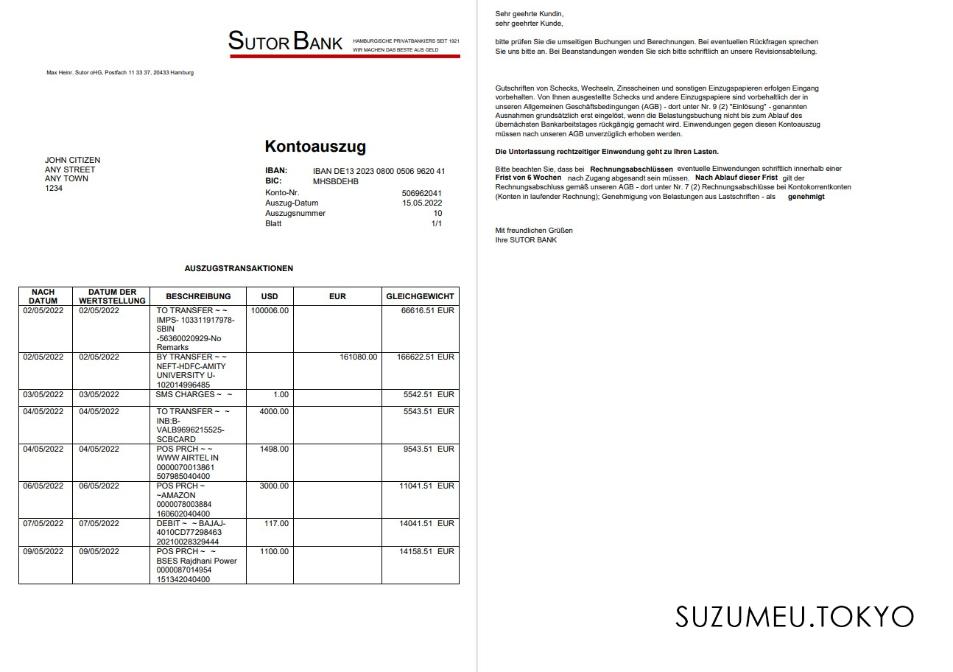 SUTOR BANK HAMBURGISCHE PRIVATBANKIERS SEIT 1921
WIR MACHEN DAS BESTE AUS GELD
Max Heinr, Sutor oHG, Postfach 11 33 37, 20433 Hamburg
Kontoauszug
JOHN CITIZEN
ANY STREET
ANY TOWN
1234
IBAN: IBAN DE13 2023 0800 0506 9620 41
BIC: MHSBDEHB
Konto-Nr. 506962041
Auszug-Datum 15.05.2022
Auszugsnummer 10
Blatt 1/1
AUSZUGSTRANSAKTIONEN
NACH DATUM DATUM DER WERTSTELLUNG BESCHREIBUNG USD EUR GLEICHGEWICHT
02/05/2022 02/05/2022 TO TRANSFER ~ ~ 100006.00 66616.51 EUR
IMPS- 103311917978-
SBIN
-56360020929-No
Remarks
02/05/2022 02/05/2022 BY TRANSFER ~ ~ 161080.00 166622.51 EUR
NEFT-HDFC-AMITY
UNIVERSITY U-
102014996485
03/05/2022 03/05/2022 SMS CHARGES ~ ~ 1.00 5542.51 EUR
04/05/2022 04/05/2022 TO TRANSFER ~ ~ 4000.00 5543.51 EUR
INB:B-
VALB9696215525-
SCBCARD
04/05/2022 04/05/2022 POS PRCH ~ ~ 1498.00 9543.51 EUR
WWW AIRTEL IN
0000070013861
507985040400
06/05/2022 06/05/2022 POS PRCH ~ 3000.00 11041.51 EUR
~AMAZON
0000078003884
160602040400
07/05/2022 07/05/2022 DEBIT ~ ~ BAJAJ- 117.00 14041.51 EUR
4010CD77298463
20210028329444
09/05/2022 09/05/2022 POS PRCH ~ ~ 1100.00 14158.51 EUR
BSES Rajdhani Power
0000087014954
151342040400
Sehr geehrte Kundin,
sehr geehrter Kunde,
bitte prüfen Sie die umseitigen Buchungen und Berechnungen. Bei eventuellen Rückfragen sprechen
Sie uns bitte an. Bei Beanstandungen wenden Sie sich bitte schriftlich an unsere Revisionsabteilung.
Gutschriften von Schecks, Wechseln, Zinsscheinen und sonstigen Einzugspapieren erfolgen Eingang
vorbehalten. Von Ihnen ausgestellte Schecks und andere Einzugspapiere sind vorbehaltlich der in
unseren Allgemeinen Geschäftsbedingungen (AGB) - dort unter Nr. 9 (2) "Einlösung" - genannten
Ausnahmen grundsätzlich erst eingelöst, wenn die Belastungsbuchung nicht bis zum Ablauf des
übernächsten Bankarbeitstages rückgängig gemacht wird. Einwendungen gegen diesen Kontoauszug
müssen nach unseren AGB unverzüglich erhoben werden.
Die Unterlassung rechtzeitiger Einwendung geht zu Ihren Lasten.
Bitte beachten Sie, dass bei Rechnungsabschlüssen eventuelle Einwendungen schriftlich innerhalb einer
Frist von 6 Wochen nach Zugang abgesandt sein müssen. Nach Ablauf dieser Frist gilt der
Rechnungsabschluss gemäß unseren AGB - dort unter Nr. 7 (2) Rechnungsabschlüsse bei Kontokorrentkonten
(Konten in laufender Rechnung); Genehmigung von Belastungen aus Lastschriften - als genehmigt
Mit freundlichen Grüßen
Ihre SUTOR BANK
SUZUMEU.TOKYO